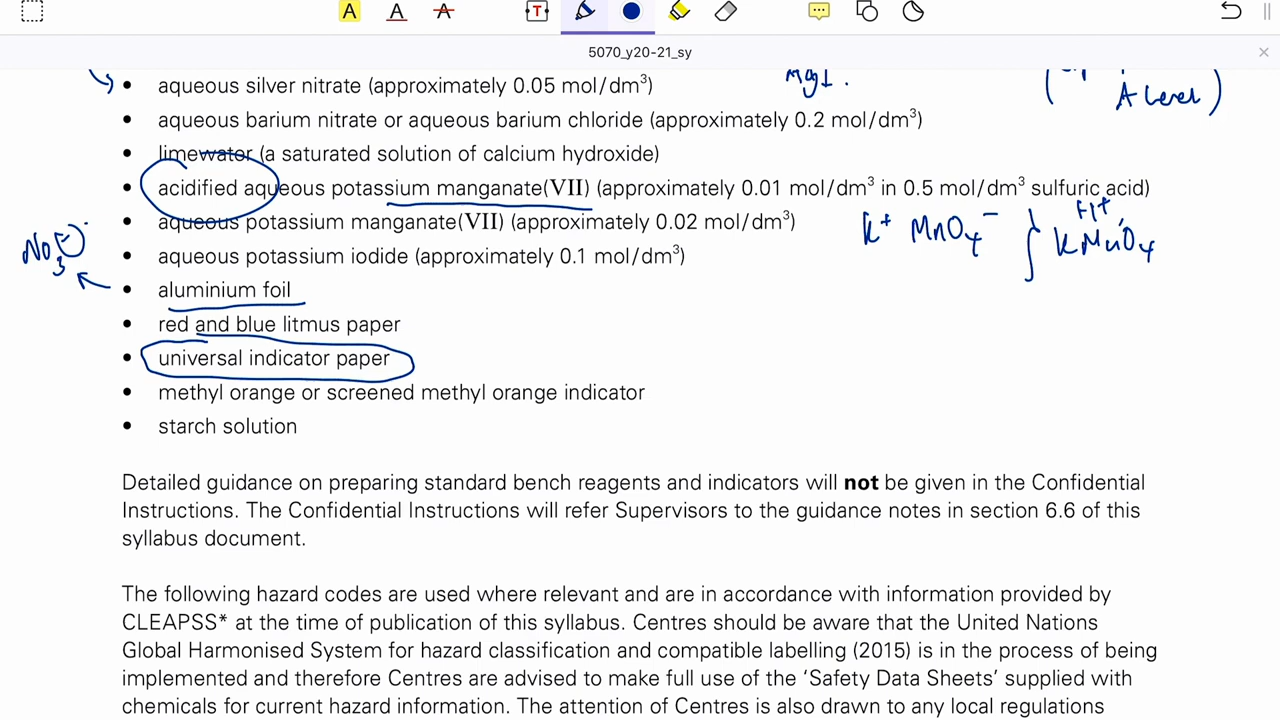 A A A T
5070_y20-21_sy
• aqueous silver nitrate (approximately 0.05 mol/dm³)
A Level )
• aqueous barium nitrate or aqueous barium chloride (approximately 0.2 mol/dm³)
• limewater (a saturated solution of calcium hydroxide)
• acidified aqueous potassium manganate(VII) (approximately 0.01 mol/dm³ in 0.5 mol/dm³ sulfuric acid)
• aqueous potassium manganate(VII) (approximately 0.02 mol/dm³)
K⁺ MnO₄⁻ H⁺ KMnO₄
NO₃⁻
• aqueous potassium iodide (approximately 0.1 mol/dm³)
• aluminium foil
• red and blue litmus paper
• universal indicator paper
• methyl orange or screened methyl orange indicator
• starch solution
Detailed guidance on preparing standard bench reagents and indicators will not be given in the Confidential
Instructions. The Confidential Instructions will refer Supervisors to the guidance notes in section 6.6 of this
syllabus document.
The following hazard codes are used where relevant and are in accordance with information provided by
CLEAPSS* at the time of publication of this syllabus. Centres should be aware that the United Nations
Global Harmonised System for hazard classification and compatible labelling (2015) is in the process of being
implemented and therefore Centres are advised to make full use of the ‘Safety Data Sheets’ supplied with
chemicals for current hazard information. The attention of Centres is also drawn to any local regulations